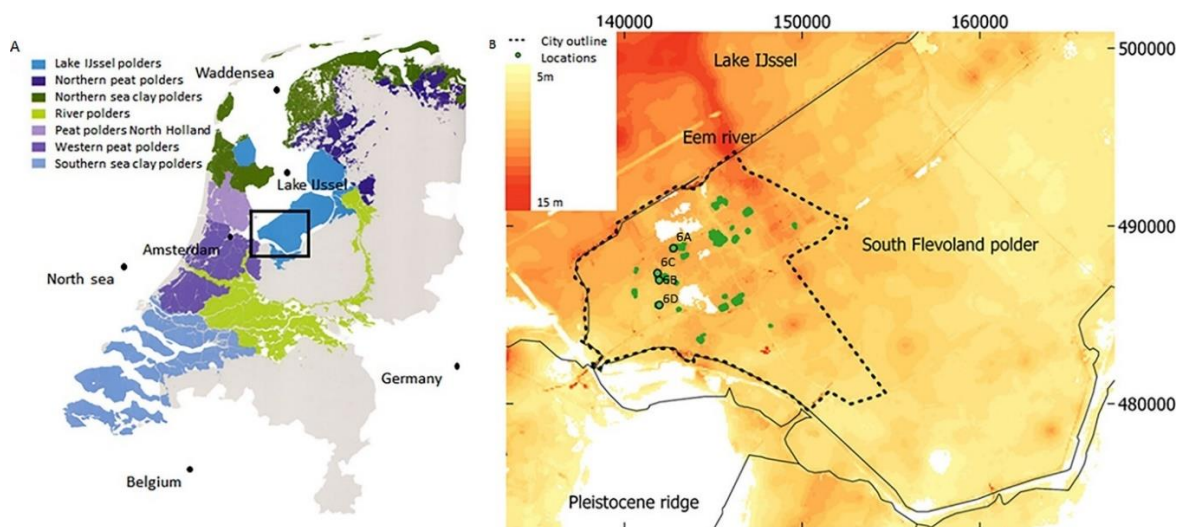 A
Lake IJssel polders
Northern peat polders
Northern sea clay polders
River polders
Peat polders North Holland
Western peat polders
Southern sea clay polders
Waddensea
Lake IJssel
Amsterdam
North sea
Germany
Belgium
B
140000
150000
160000
City outline
Locations
5m
15 m
Lake IJssel
500000
Eem river
490000
6A
South Flevoland polder
6C
6B
6D
480000
Pleistocene ridge